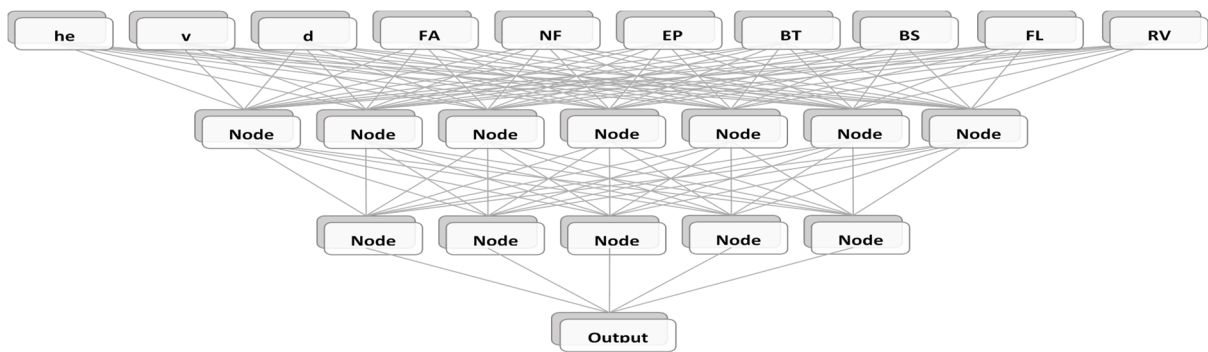 he v d FA NF EP BT BS FL RV
Node Node Node Node Node Node Node
Node Node Node Node Node
Output